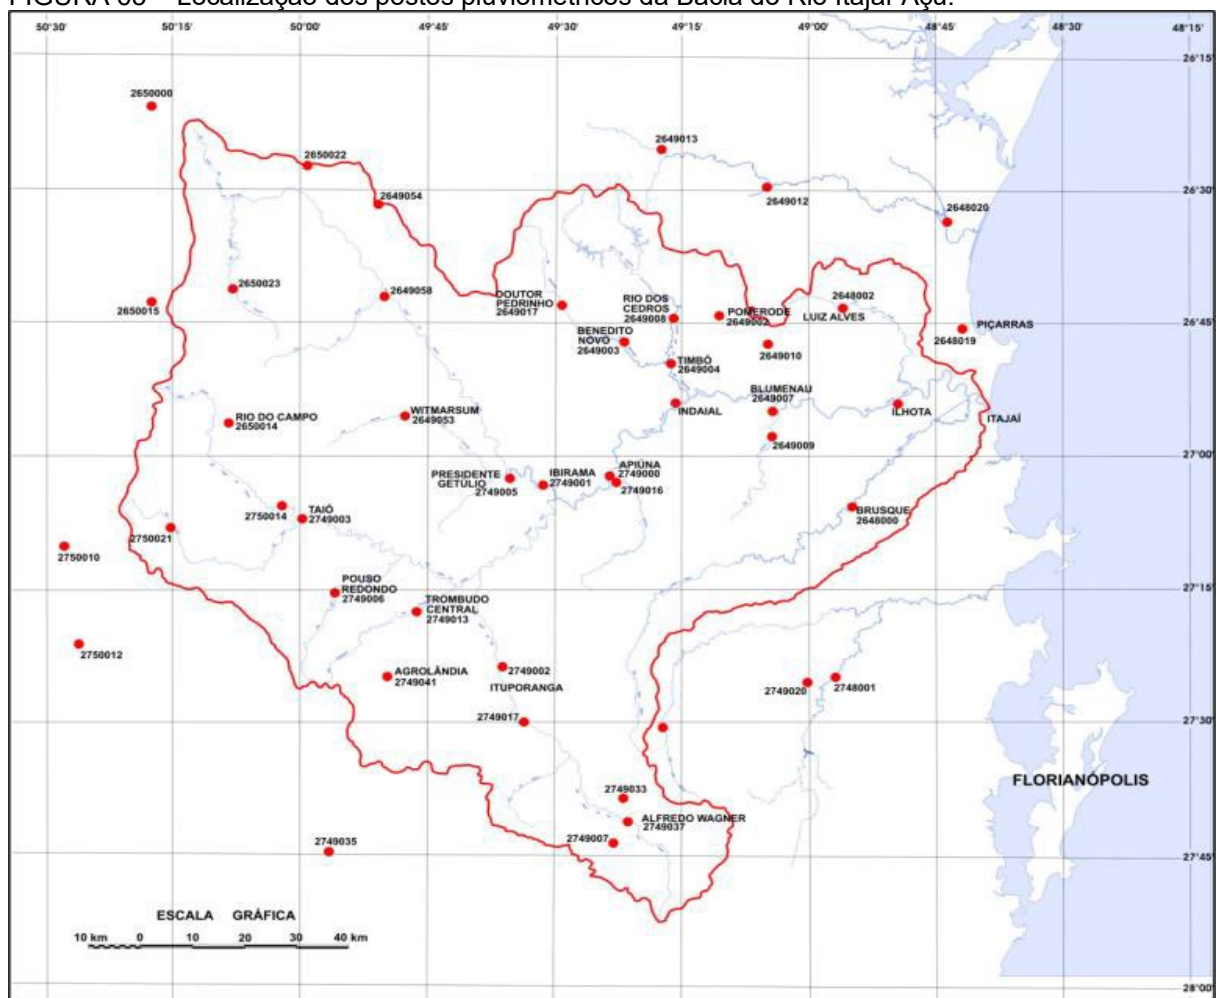 FIGURA 08 – Localização dos postos pluviométricos da Bacia do Rio Itajaí-Açu.
50°30' 50°15' 50°00' 49°45' 49°30' 49°15' 49°00' 48°45' 48°30' 48°15'
26°15'
2650000
2649013
2650022
26°30'
2649054
2649012
2648020
2650023
2649058
2650015
DOUTOR
PEDRINHO
2649017
RIO DOS
CEDROS
2649008
POMERODE
2649002
2648002
LUIZ ALVES
26°45'
PIÇARRAS
2648019
BENEDITO
NOVO
2649003
2649010
TIMBÓ
2649004
BLUMENAU
2649007
INDAIAL
ILHOTA
ITAJAÍ
RIO DO CAMPO
2650014
WITMARSUM
2649053
2649009
27°00'
PRESIDENTE
GETÚLIO
2749005
IBIRAMA
2749001
APIÚNA
2749000
2749016
2750014
TAIÓ
2749003
BRUSQUE
2648000
2750021
2750010
27°15'
POUSO
REDONDO
2749006
TROMBUDO
CENTRAL
2749013
2750012
AGROLÂNDIA
2749041
2749002
ITUPORANGA
2749020
2748001
2749017
27°30'
FLORIANÓPOLIS
2749033
ALFREDO WAGNER
2749037
2749007
2749035
27°45'
ESCALA GRÁFICA
10 km 0 10 20 30 40 km
28°00'